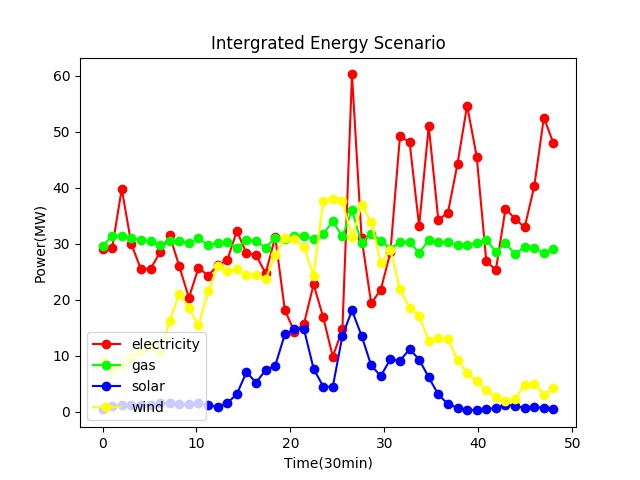 Intergrated Energy Scenario
Power(MW)
60
50
40
30
20
10
0
electricity
gas
solar
wind
0 10 20 30 40 50
Time(30min)